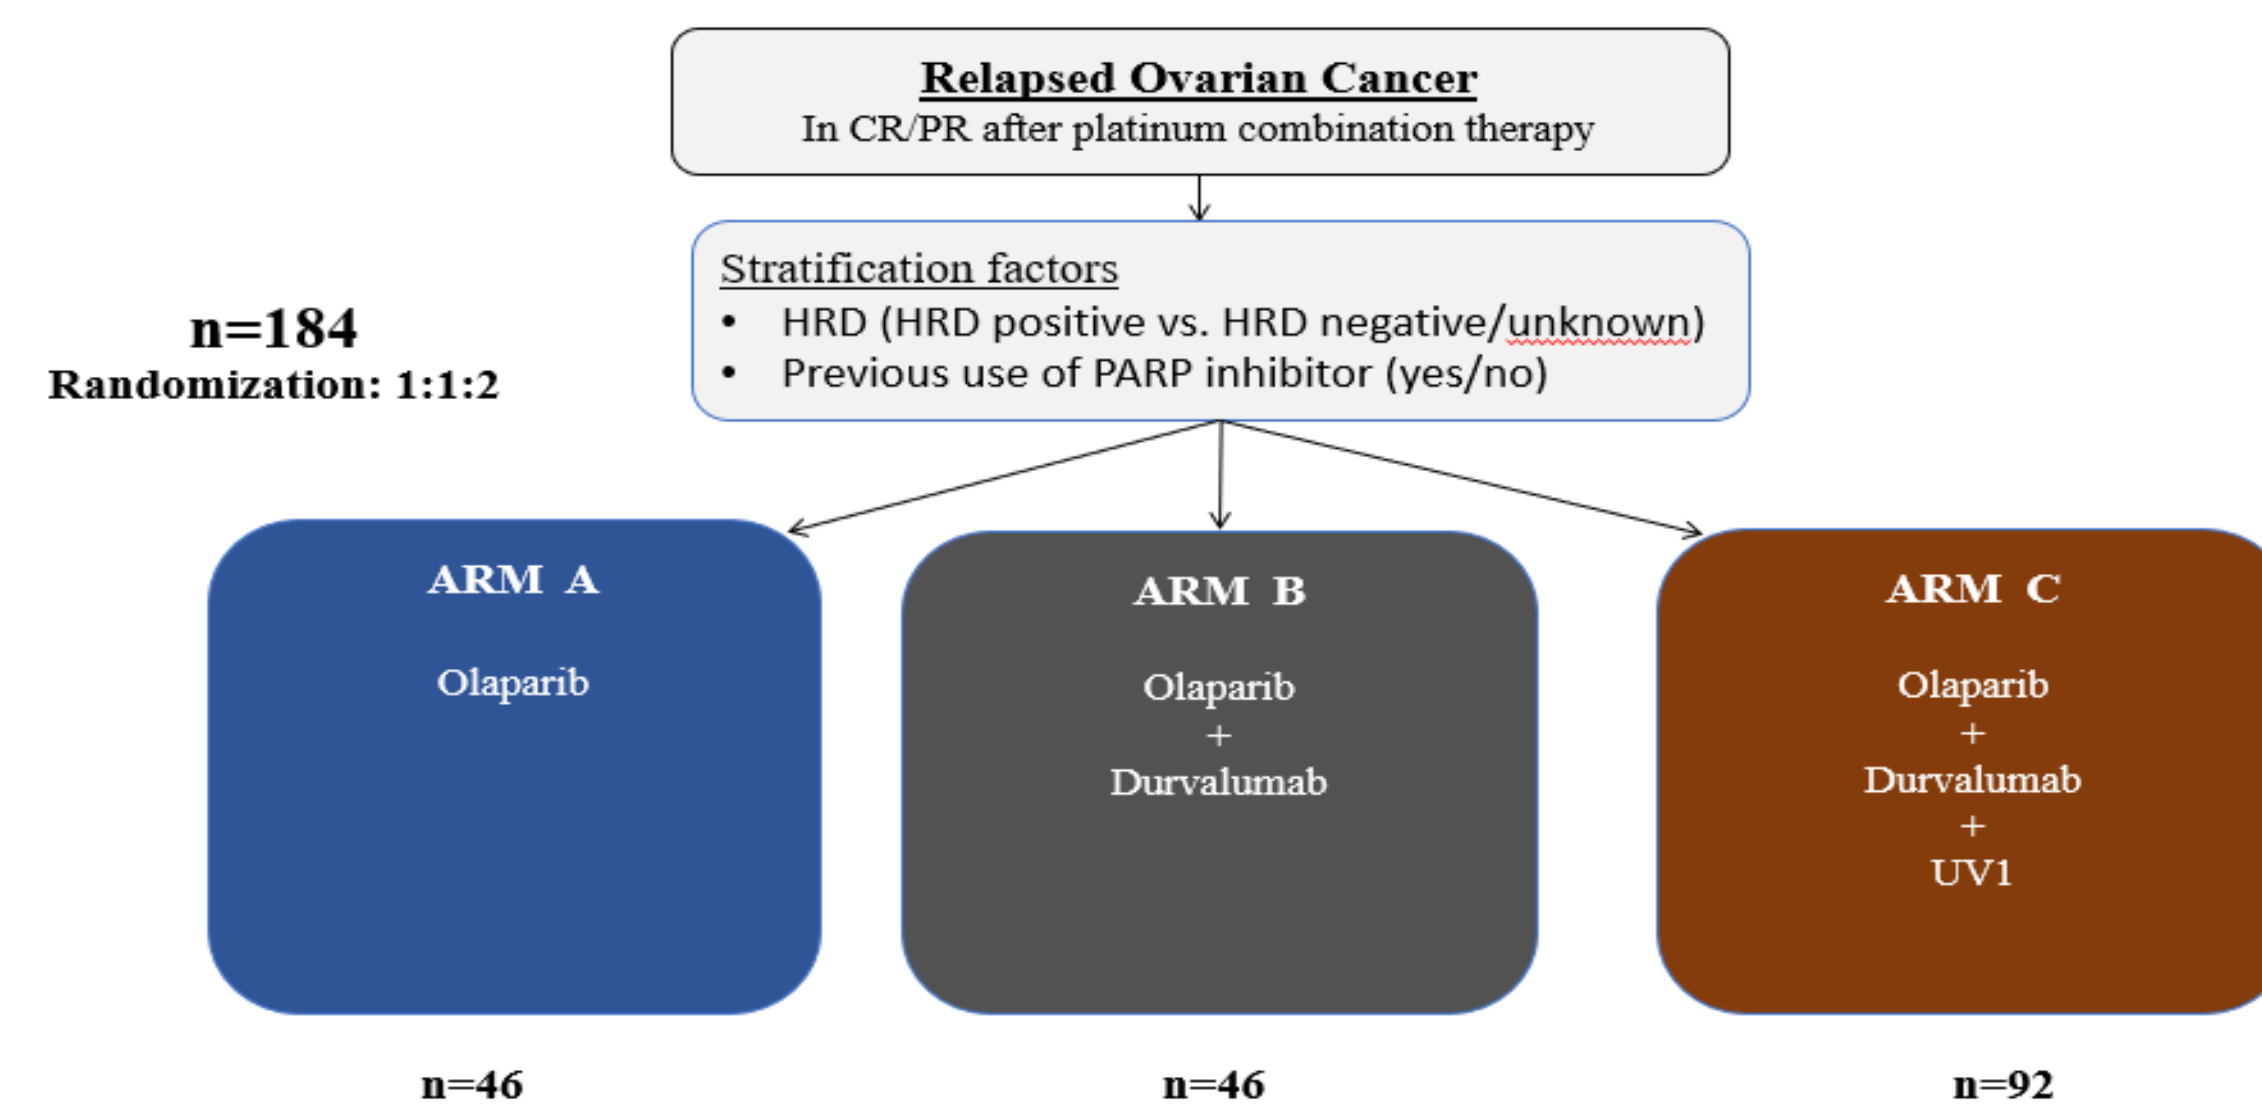 Relapsed Ovarian Cancer
In CR/PR after platinum combination therapy
Stratification factors
• HRD (HRD positive vs. HRD negative/unknown)
• Previous use of PARP inhibitor (yes/no)
n=184
Randomization: 1:1:2
ARM A
Olaparib
ARM B
Olaparib
+
Durvalumab
ARM C
Olaparib
+
Durvalumab
+
UV1
n=46
n=46
n=92